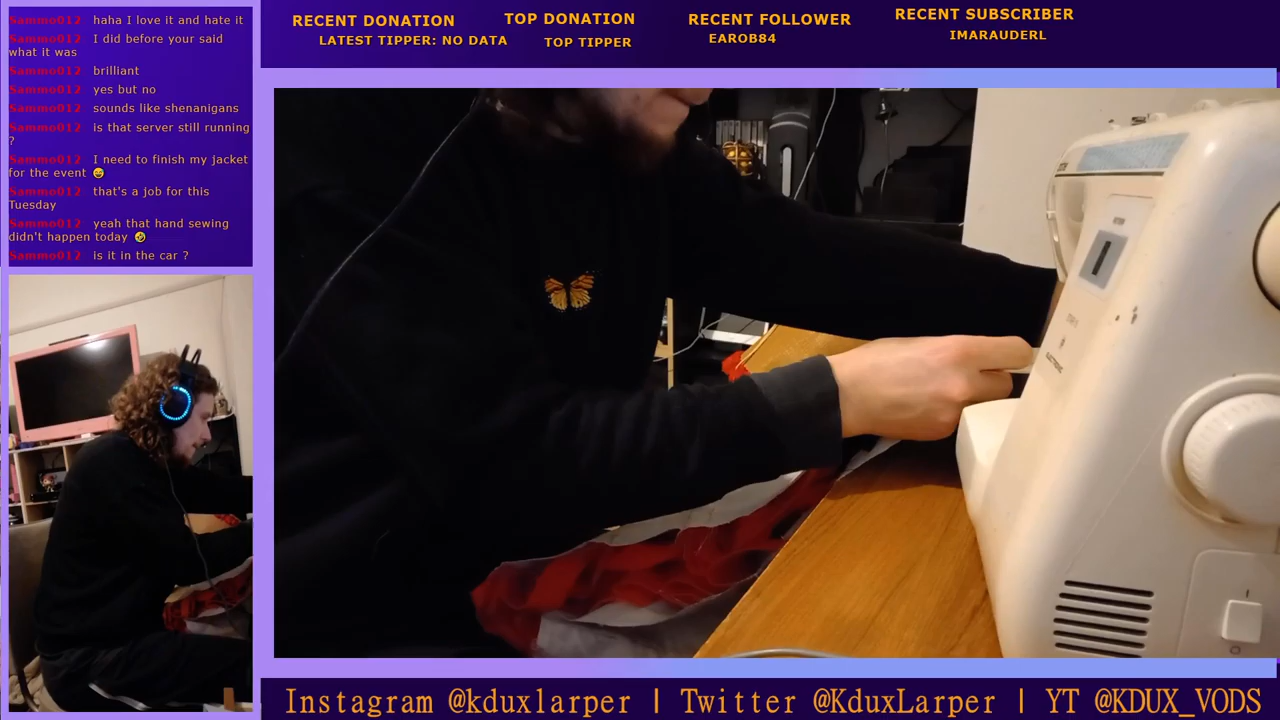 Sammo012 haha I love it and hate it
Sammo012 I did before your said
what it was
Sammo012 brilliant
Sammo012 yes but no
Sammo012 sounds like shenanigans
Sammo012 is that server still running
?
Sammo012 I need to finish my jacket
for the event 😅
Sammo012 that's a job for this
Tuesday
Sammo012 yeah that hand sewing
didn't happen today 🤣
Sammo012 is it in the car ?
RECENT DONATION
LATEST TIPPER: NO DATA
TOP DONATION
TOP TIPPER
RECENT FOLLOWER
EAROB84
RECENT SUBSCRIBER
IMARAUDERL
Instagram @kduxlarper | Twitter @KduxLarper | YT @KDUX_VODS